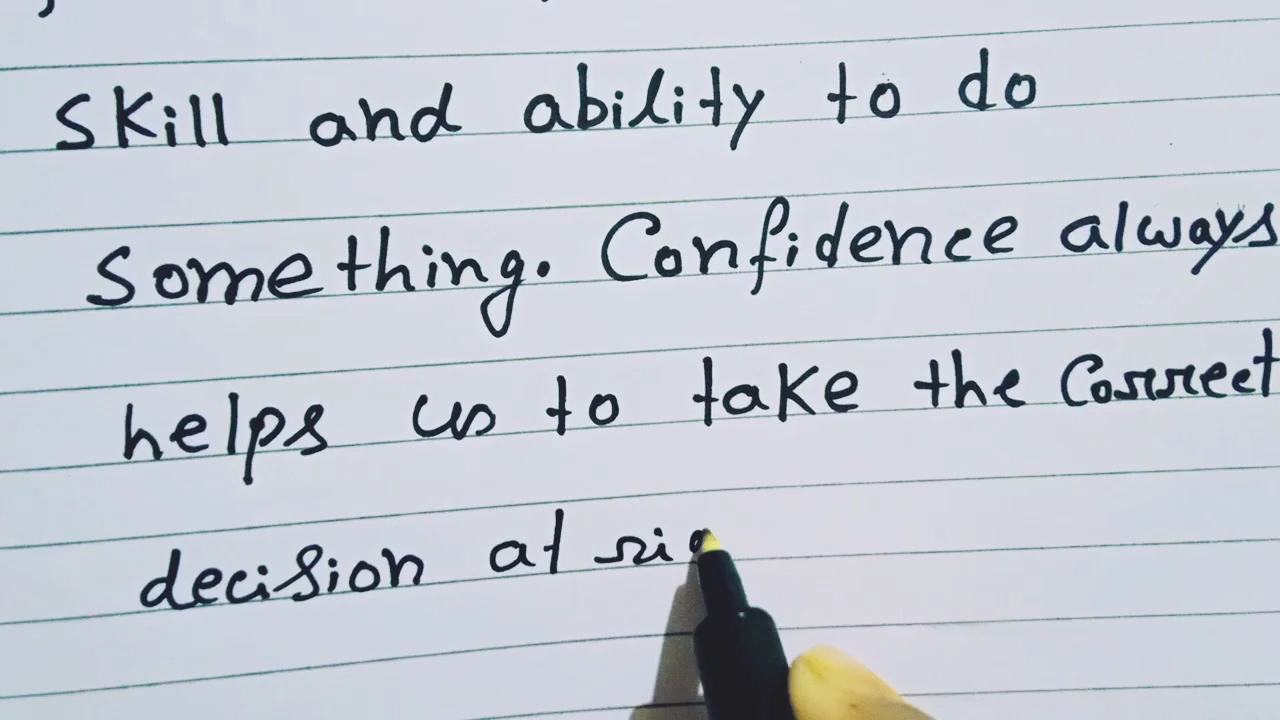 Skill and ability to do
Something. Confidence always
helps us to take the Correct
decision at